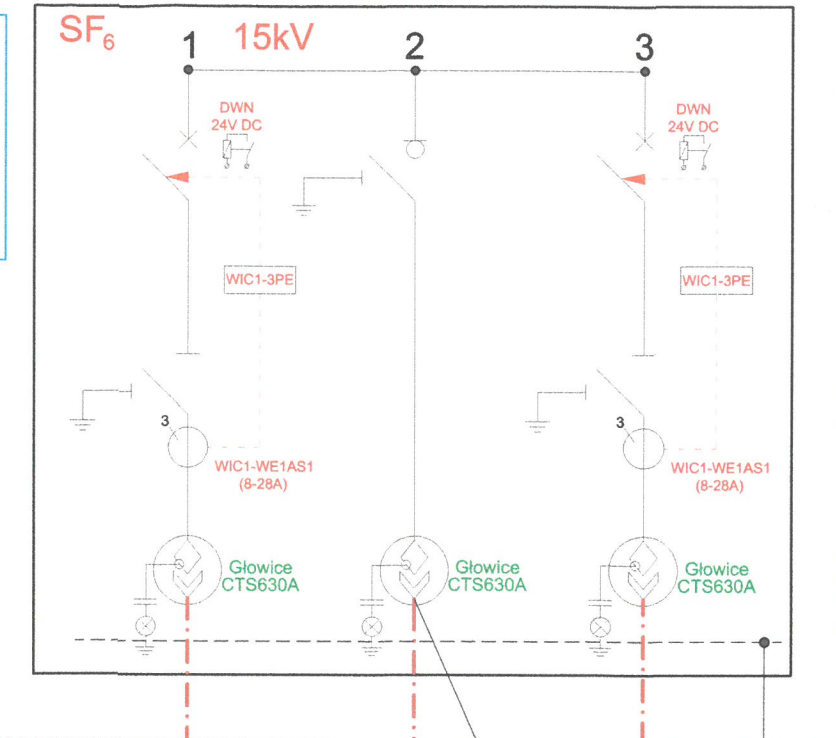 SF6 15kV
1 2 3
DWN
24V DC
DWN
24V DC
WIC1-3PE
WIC1-3PE
3
3
WIC1-WE1AS1
(8-28A)
WIC1-WE1AS1
(8-28A)
Głowice
CTS630A
Głowice
CTS630A
Głowice
CTS630A